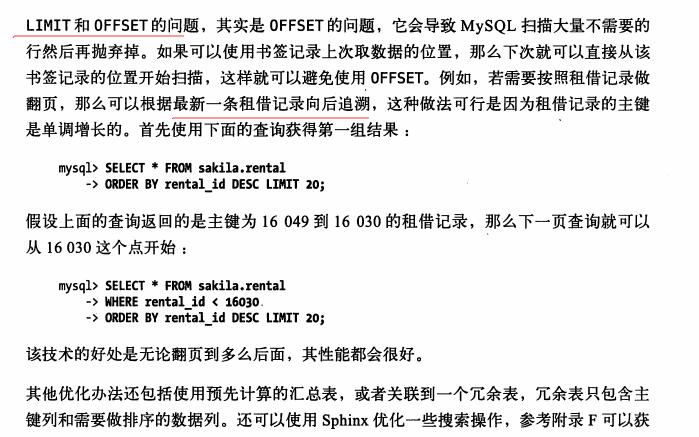 LIMIT 和 OFFSET 的问题，其实是 OFFSET 的问题，它会导致 MySQL 扫描大量不需要的
行然后再抛弃掉。如果可以使用书签记录上次取数据的位置，那么下次就可以直接从该
书签记录的位置开始扫描，这样就可以避免使用 OFFSET。例如，若需要按照租借记录做
翻页，那么可以根据最新一条租借记录向后追溯，这种做法可行是因为租借记录的主键
是单调增长的。首先使用下面的查询获得第一组结果：
mysql> SELECT * FROM sakila.rental
-> ORDER BY rental_id DESC LIMIT 20;
假设上面的查询返回的是主键为 16 049 到 16 030 的租借记录，那么下一页查询就可以
从 16 030 这个点开始：
mysql> SELECT * FROM sakila.rental
-> WHERE rental_id < 16030
-> ORDER BY rental_id DESC LIMIT 20;
该技术的好处是无论翻页到多么后面，其性能都会很好。
其他优化办法还包括使用预先计算的汇总表，或者关联到一个冗余表，冗余表只包含主
键列和需要做排序的数据列。还可以使用 Sphinx 优化一些搜索操作，参考附录 F 可以获